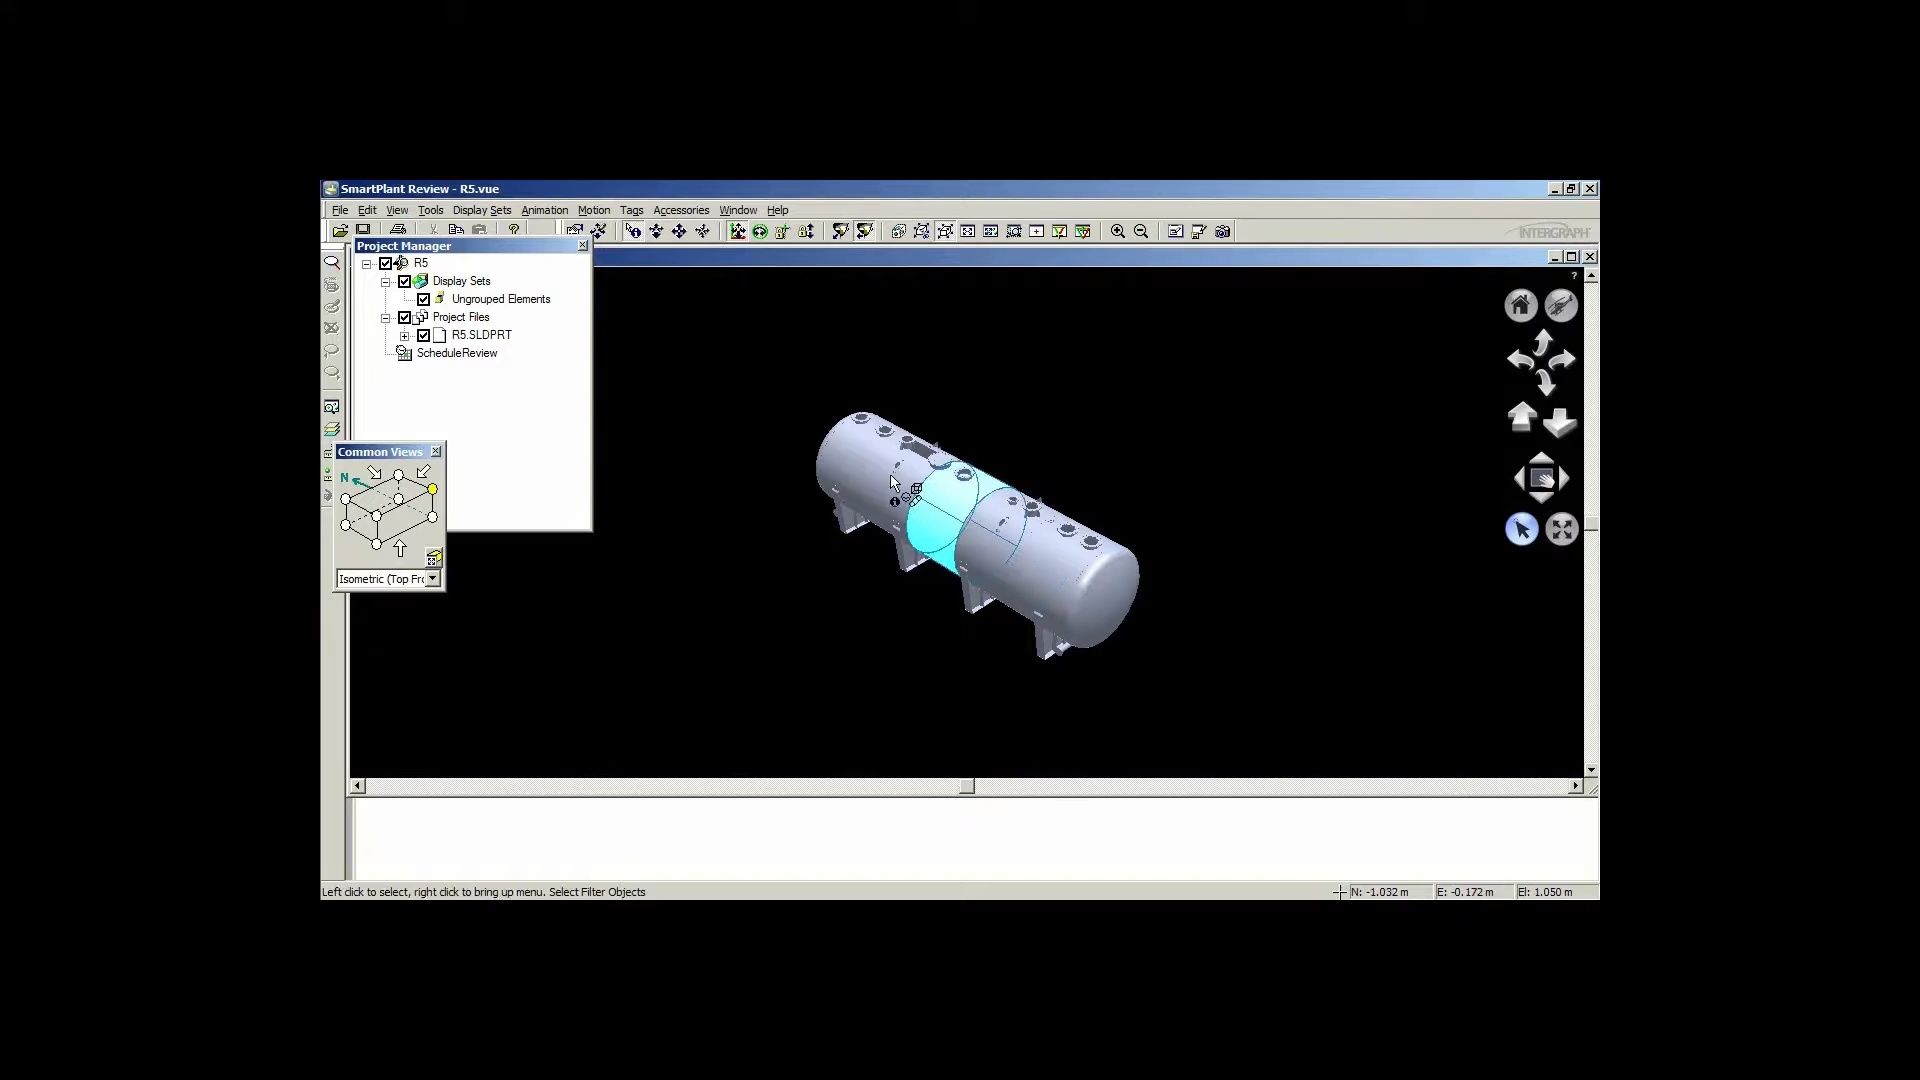 SmartPlant Review - R5.vue
File Edit View Tools Display Sets Animation Motion Tags Accessories Window Help
INTERGRAPH
Project Manager
R5
Display Sets
Ungrouped Elements
Project Files
R5.SLDPRT
ScheduleReview
Common Views
N
Isometric (Top Fr
Left click to select, right click to bring up menu. Select Filter Objects
N: -1.032 m E: -0.172 m El: 1.050 m